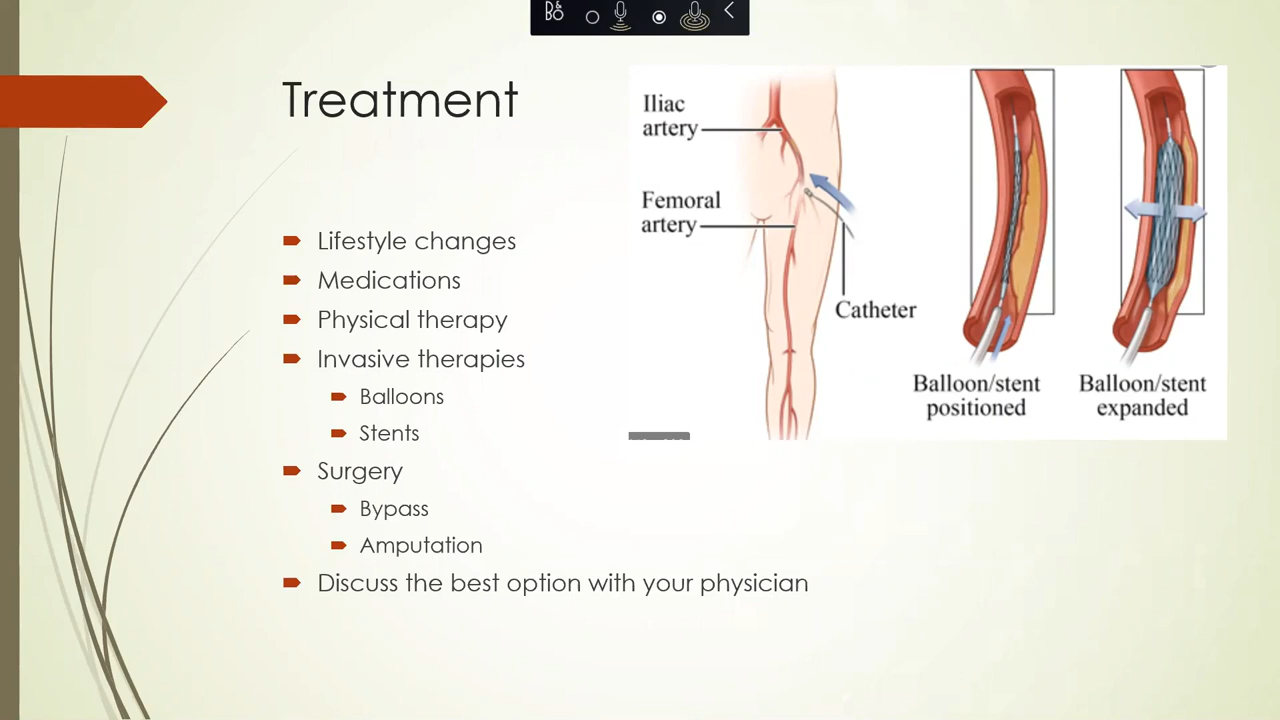 B&O
Treatment
Lifestyle changes
Medications
Physical therapy
Invasive therapies
Balloons
Stents
Surgery
Bypass
Amputation
Discuss the best option with your physician
Iliac
artery
Femoral
artery
Catheter
Balloon/stent
positioned
Balloon/stent
expanded